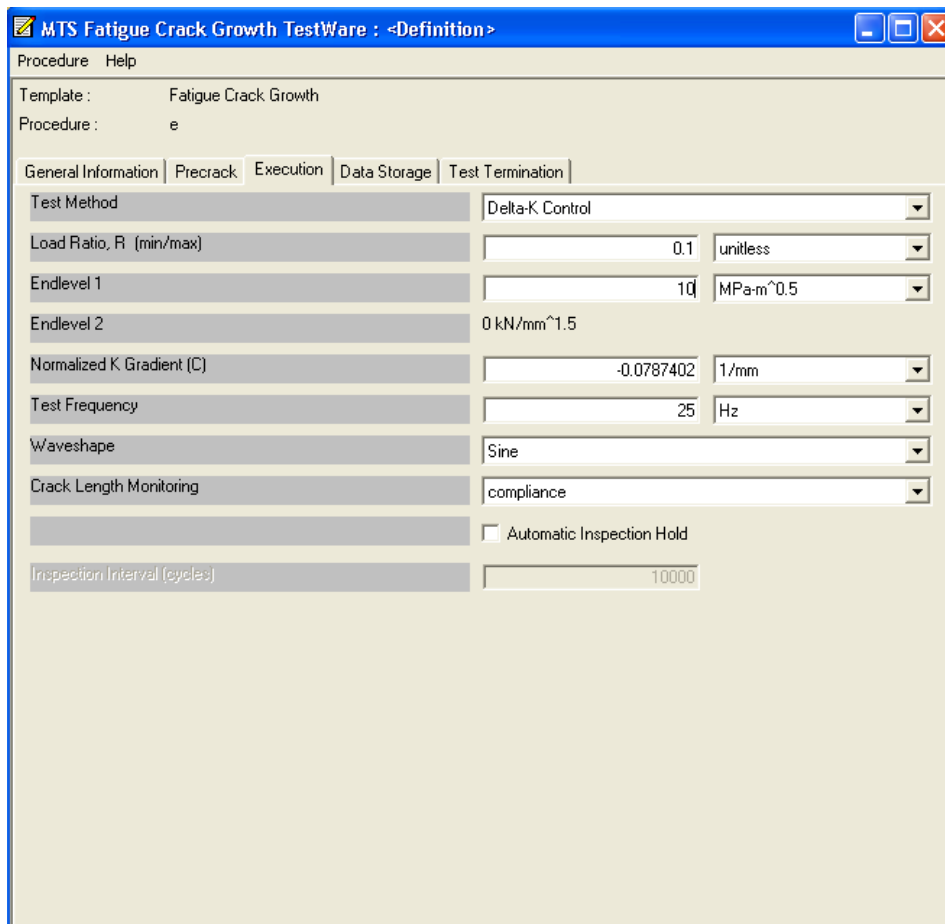 MTS Fatigue Crack Growth TestWare : <Definition>
Procedure Help
Template : Fatigue Crack Growth
Procedure : e
General Information Precrack Execution Data Storage Test Termination
Test Method Delta-K Control
Load Ratio, R (min/max) 0.1 unitless
Endlevel 1 10 MPa-m^0.5
Endlevel 2 0 kN/mm^1.5
Normalized K Gradient (C) -0.0787402 1/mm
Test Frequency 25 Hz
Waveshape Sine
Crack Length Monitoring compliance
Automatic Inspection Hold
Inspection Interval (cycles) 10000